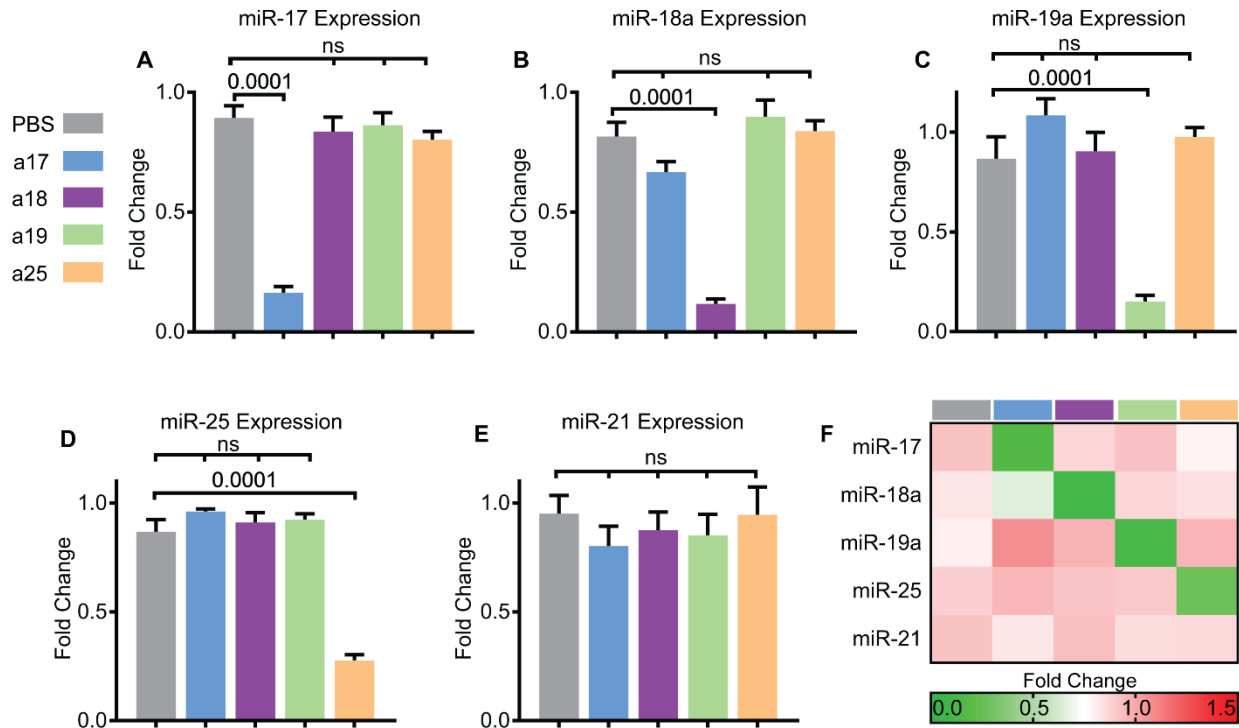 miR-17 Expression
miR-18a Expression
miR-19a Expression
A
ns
B
ns
C
ns
0.0001
0.0001
0.0001
PBS
a17
a18
a19
a25
Fold Change
1.0
0.5
0.0
Fold Change
1.0
0.5
0.0
Fold Change
1.0
0.5
0.0
miR-25 Expression
miR-21 Expression
D
ns
0.0001
E
ns
F
Fold Change
1.0
0.5
0.0
Fold Change
1.0
0.5
0.0
miR-17
miR-18a
miR-19a
miR-25
miR-21
Fold Change
0.0 0.5 1.0 1.5